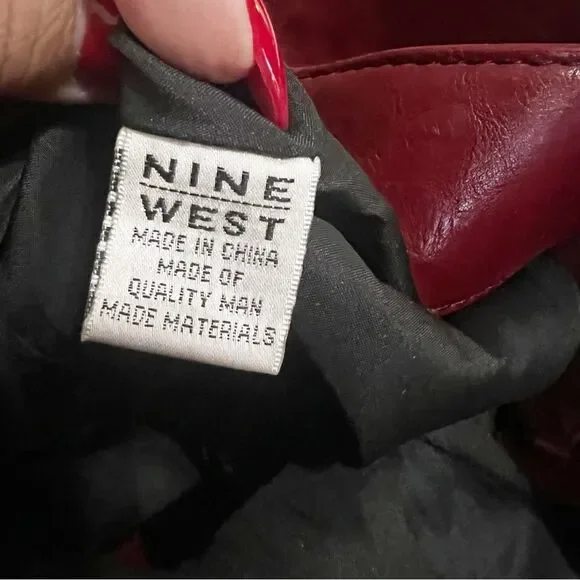 NINE
WEST
MADE IN CHINA
MADE OF
QUALITY MAN
MADE MATERIALS